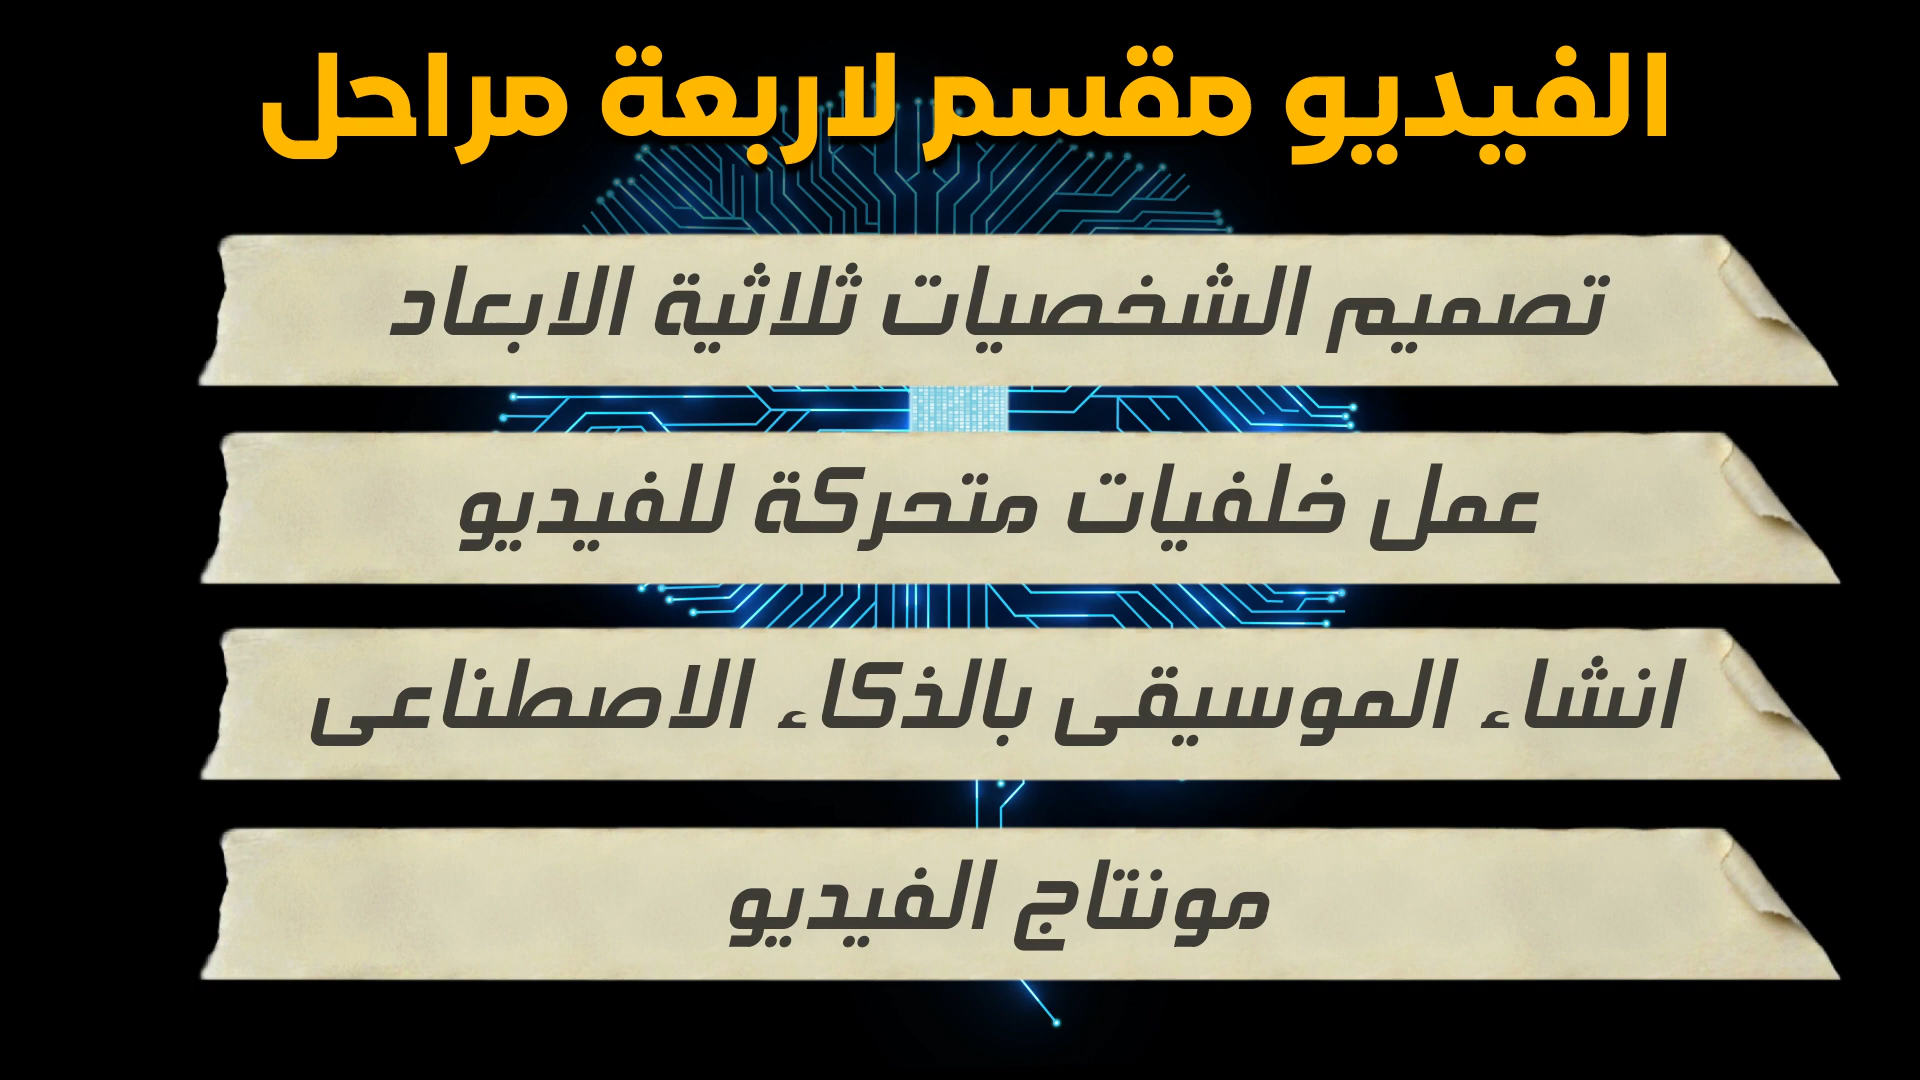 الفيديو مقسم لاربعة مراحل
تصميم الشخصيات ثلاثية الابعاد
عمل خلفيات متحركة للفيديو
انشاء الموسيقى بالذكاء الاصطناعى
مونتاج الفيديو